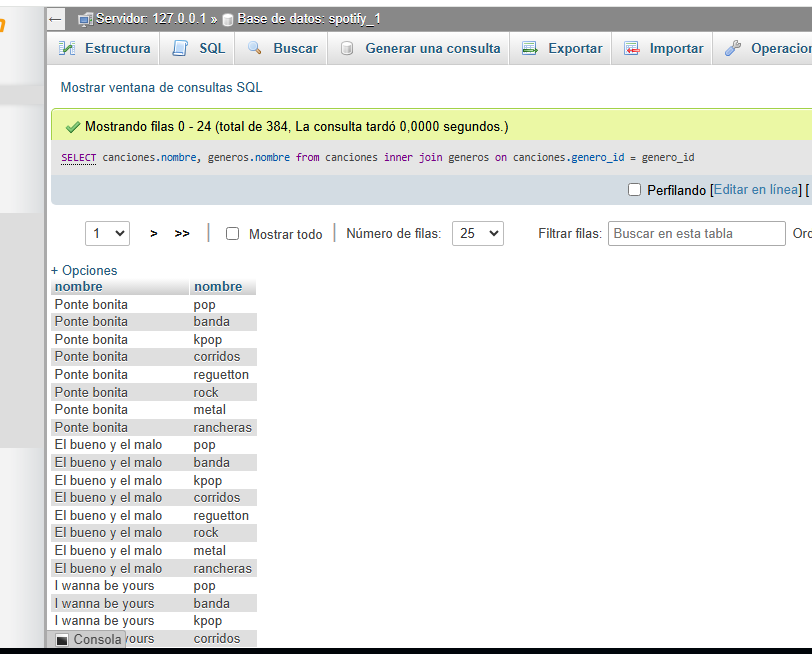 ← Servidor: 127.0.0.1 » Base de datos: spotify_1
Estructura SQL Buscar Generar una consulta Exportar Importar Operacion
Mostrar ventana de consultas SQL
Mostrando filas 0 - 24 (total de 384, La consulta tardó 0,0000 segundos.)
SELECT canciones.nombre, generos.nombre from canciones inner join generos on canciones.genero_id = genero_id
Perfilando [Editar en línea] [
1 > >> | Mostrar todo | Número de filas: 25 Filtrar filas: Buscar en esta tabla Orc
+ Opciones
nombre nombre
Ponte bonita pop
Ponte bonita banda
Ponte bonita kpop
Ponte bonita corridos
Ponte bonita reguetton
Ponte bonita rock
Ponte bonita metal
Ponte bonita rancheras
El bueno y el malo pop
El bueno y el malo banda
El bueno y el malo kpop
El bueno y el malo corridos
El bueno y el malo reguetton
El bueno y el malo rock
El bueno y el malo metal
El bueno y el malo rancheras
I wanna be yours pop
I wanna be yours banda
I wanna be yours kpop
Consola yours corridos